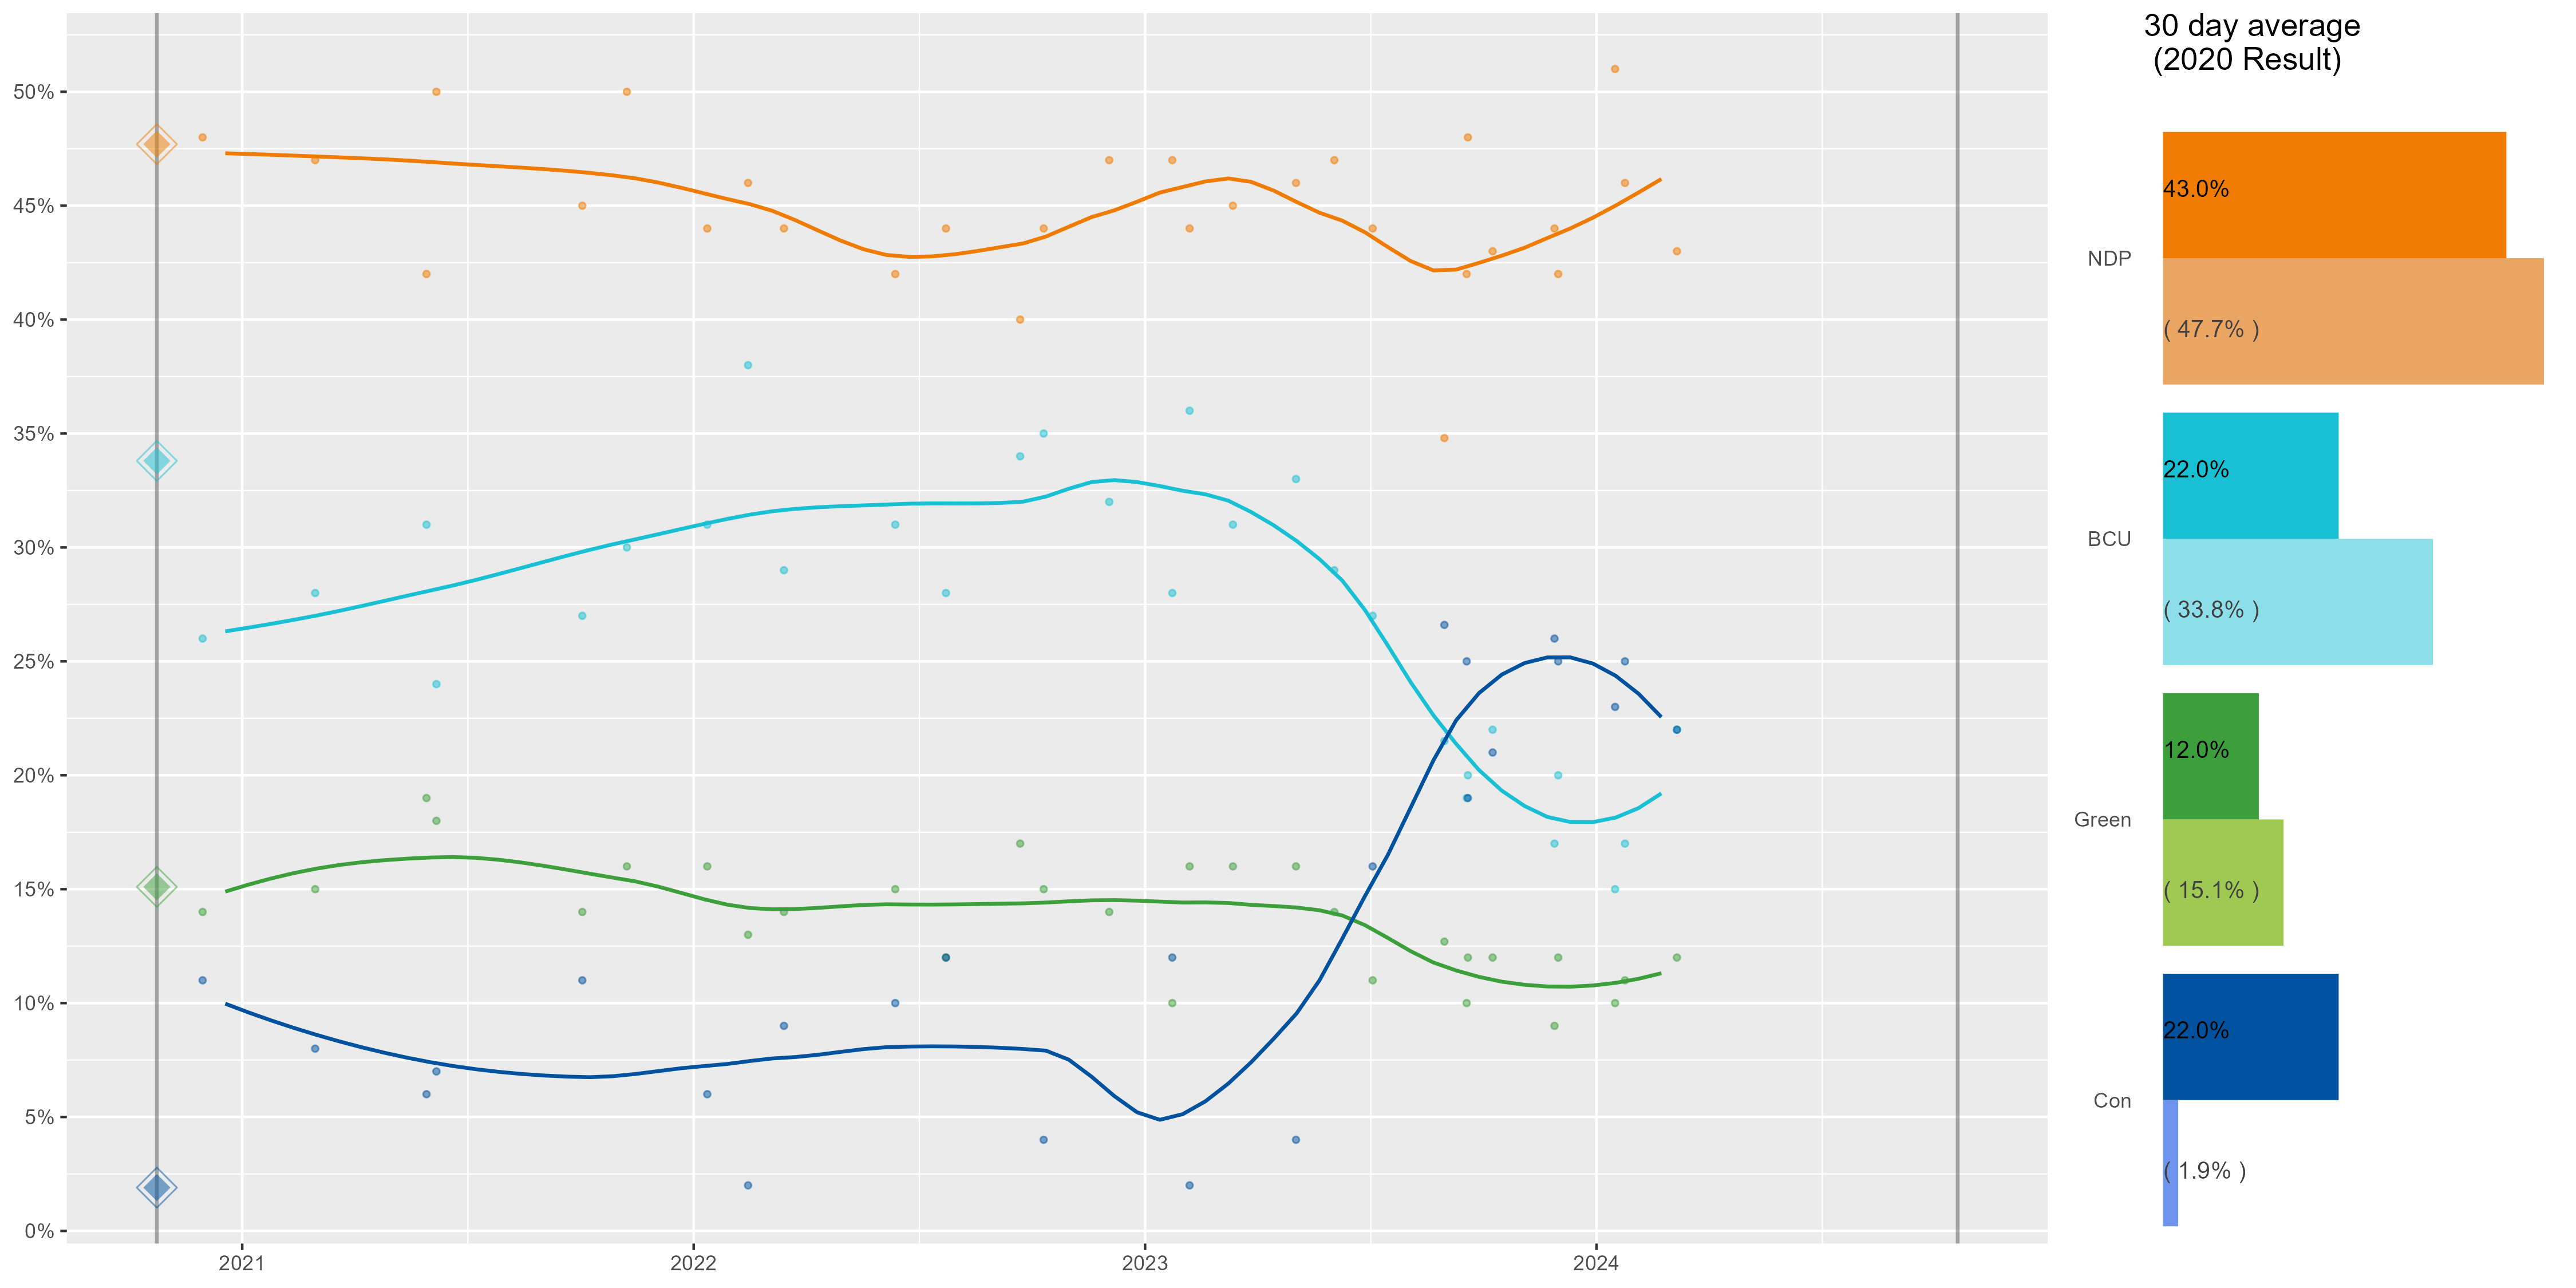 30 day average
(2020 Result)
50%
45%
40%
35%
30%
25%
20%
15%
10%
5%
0%
2021
2022
2023
2024
NDP
43.0%
( 47.7% )
BCU
22.0%
( 33.8% )
Green
12.0%
( 15.1% )
Con
22.0%
( 1.9% )